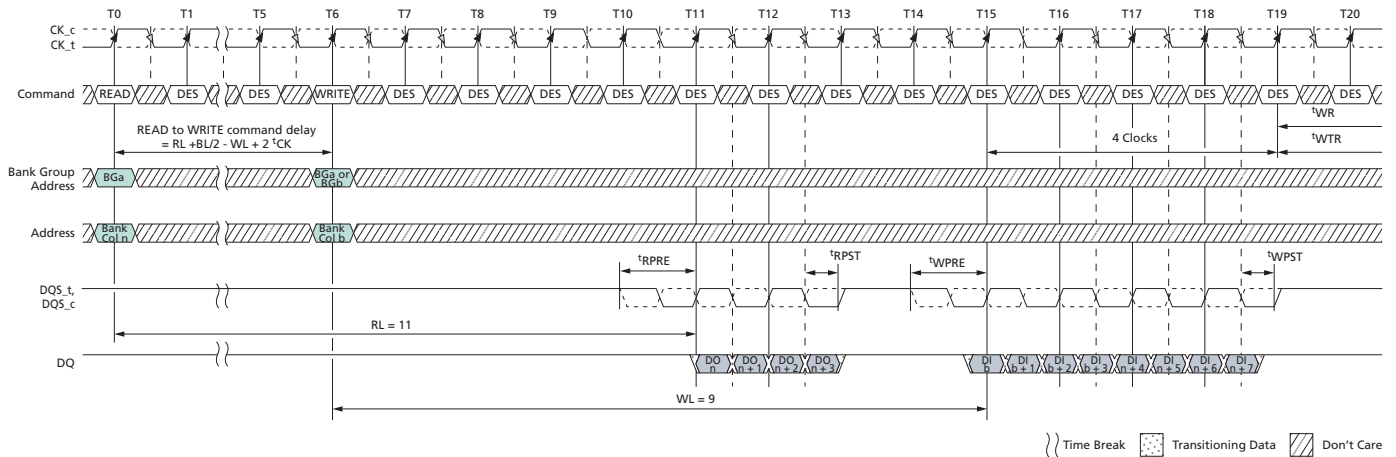 T0 T1 T5 T6 T7 T8 T9 T10 T11 T12 T13 T14 T15 T16 T17 T18 T19 T20
CK_c
CK_t
Command READ DES DES WRITE DES DES DES DES DES DES DES DES DES DES DES DES DES DES
tWR
READ to WRITE command delay
= RL +BL/2 - WL + 2 tCK
4 Clocks
tWTR
Bank Group
Address
BGa
BGa or
BGb
Address
Bank
Col n
Bank
Col b
tRPRE tRPST tWPRE tWPST
DQS_t,
DQS_c
RL = 11
DQ
DO
n
DO
n + 1
DO
n + 2
DO
n + 3
DI
b
DI
b + 1
DI
b + 2
DI
b + 3
DI
n + 4
DI
n + 5
DI
n + 6
DI
n + 7
WL = 9
Time Break Transitioning Data Don't Care